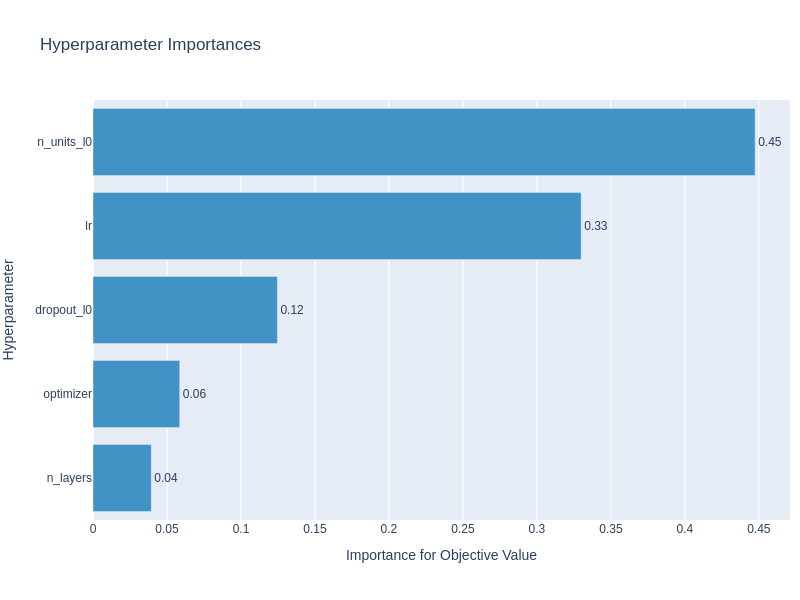 Hyperparameter Importances
n_units_l0
0.45
lr
0.33
dropout_l0
0.12
optimizer
0.06
n_layers
0.04
Hyperparameter
0
0.05
0.1
0.15
0.2
0.25
0.3
0.35
0.4
0.45
Importance for Objective Value